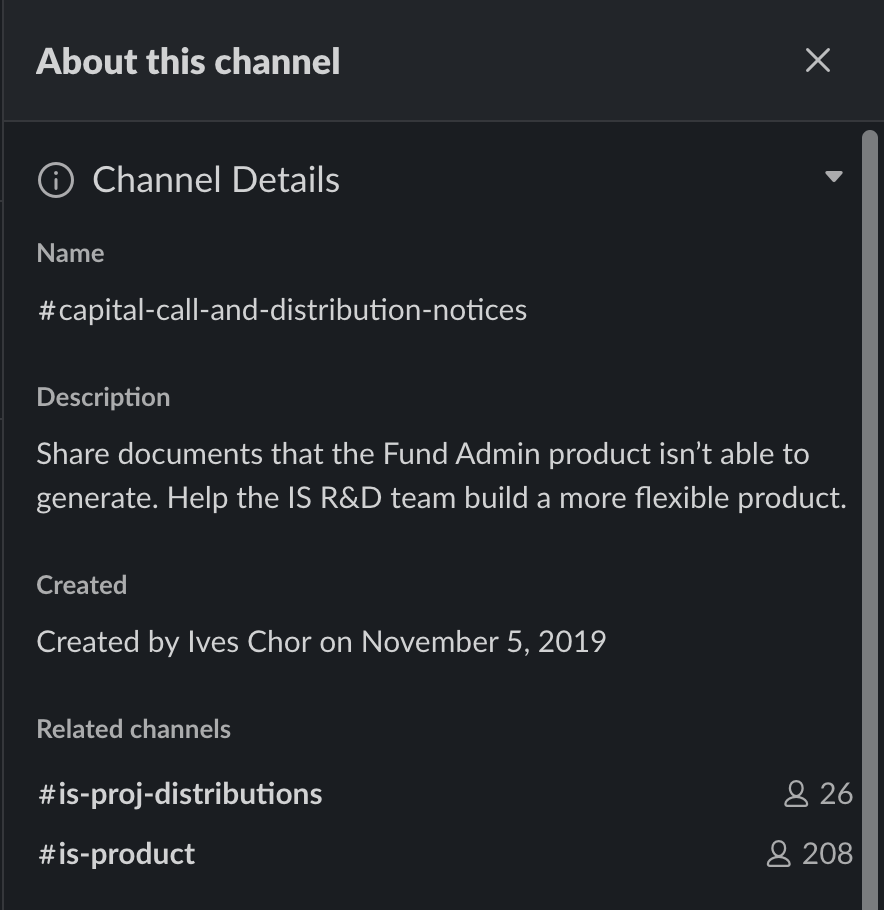 About this channel
Channel Details
Name
#capital-call-and-distribution-notices
Description
Share documents that the Fund Admin product isn’t able to
generate. Help the IS R&D team build a more flexible product.
Created
Created by Ives Chor on November 5, 2019
Related channels
#is-proj-distributions 26
#is-product 208